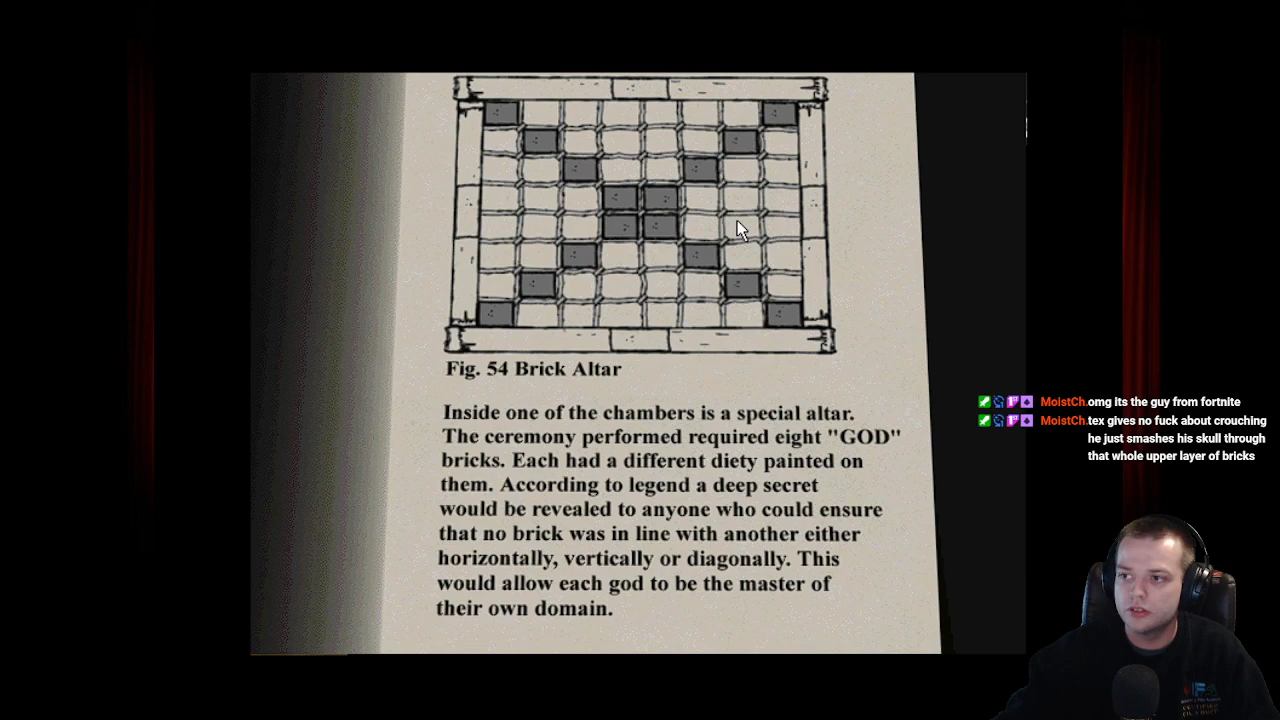 Fig. 54 Brick Altar
Inside one of the chambers is a special altar.
The ceremony performed required eight "GOD"
bricks. Each had a different diety painted on
them. According to legend a deep secret
would be revealed to anyone who could ensure
that no brick was in line with another either
horizontally, vertically or diagonally. This
would allow each god to be the master of
their own domain.
MoistCh.omg its the guy from fortnite
MoistCh.tex gives no fuck about crouching
he just smashes his skull through
that whole upper layer of bricks